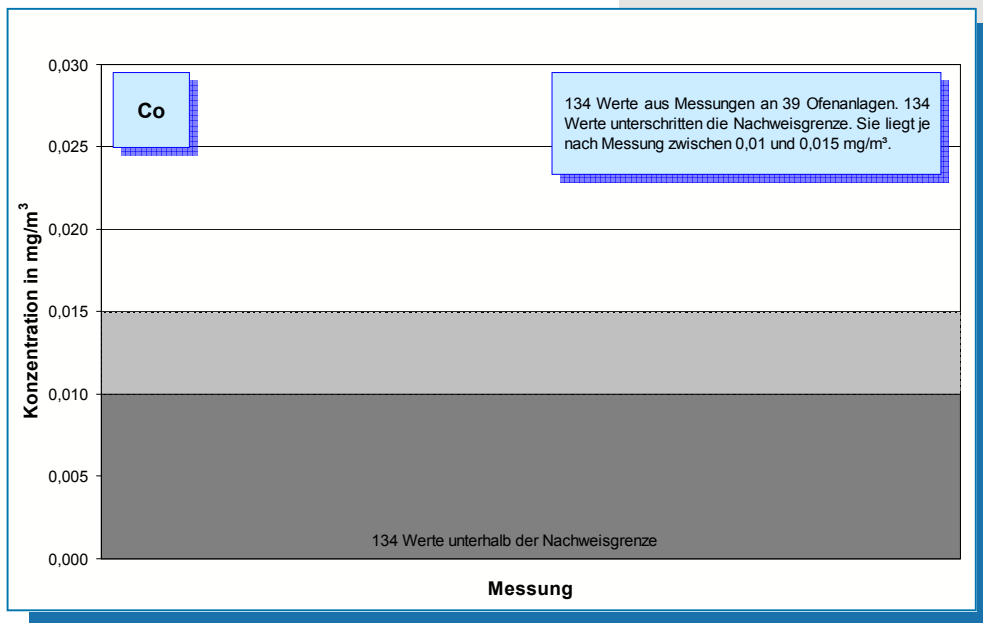 0,030
Co
134 Werte aus Messungen an 39 Ofenanlagen. 134
Werte unterschritten die Nachweisgrenze. Sie liegt je
nach Messung zwischen 0,01 und 0,015 mg/m³.
0,025
0,020
0,015
0,010
0,005
0,000
Konzentration in mg/m³
134 Werte unterhalb der Nachweisgrenze
Messung